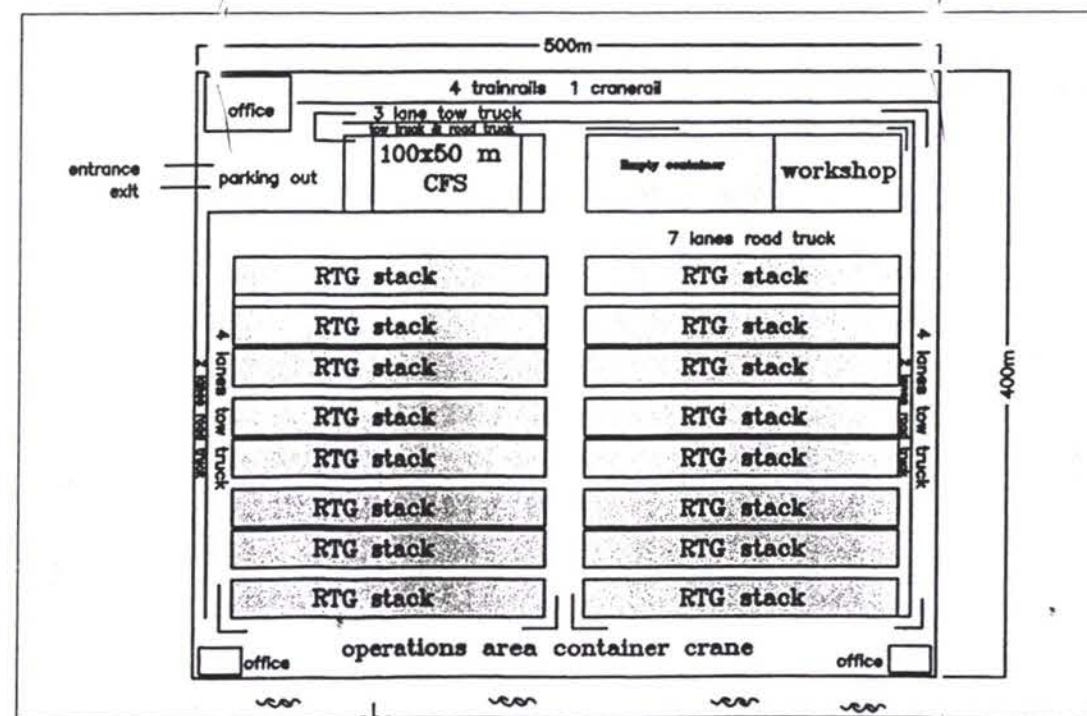 500m
4 trainrails 1 cranerail
office
3 lane tow truck
tow truck & road truck
100x50 m
CFS
Empty container
workshop
entrance
exit
parking out
7 lanes road truck
RTG stack RTG stack
RTG stack RTG stack
RTG stack RTG stack
RTG stack RTG stack
RTG stack RTG stack
RTG stack RTG stack
RTG stack RTG stack
RTG stack RTG stack
4 lanes tow truck
2 lanes road truck
4 lanes tow truck
2 lanes road truck
400m
operations area container crane
office
office